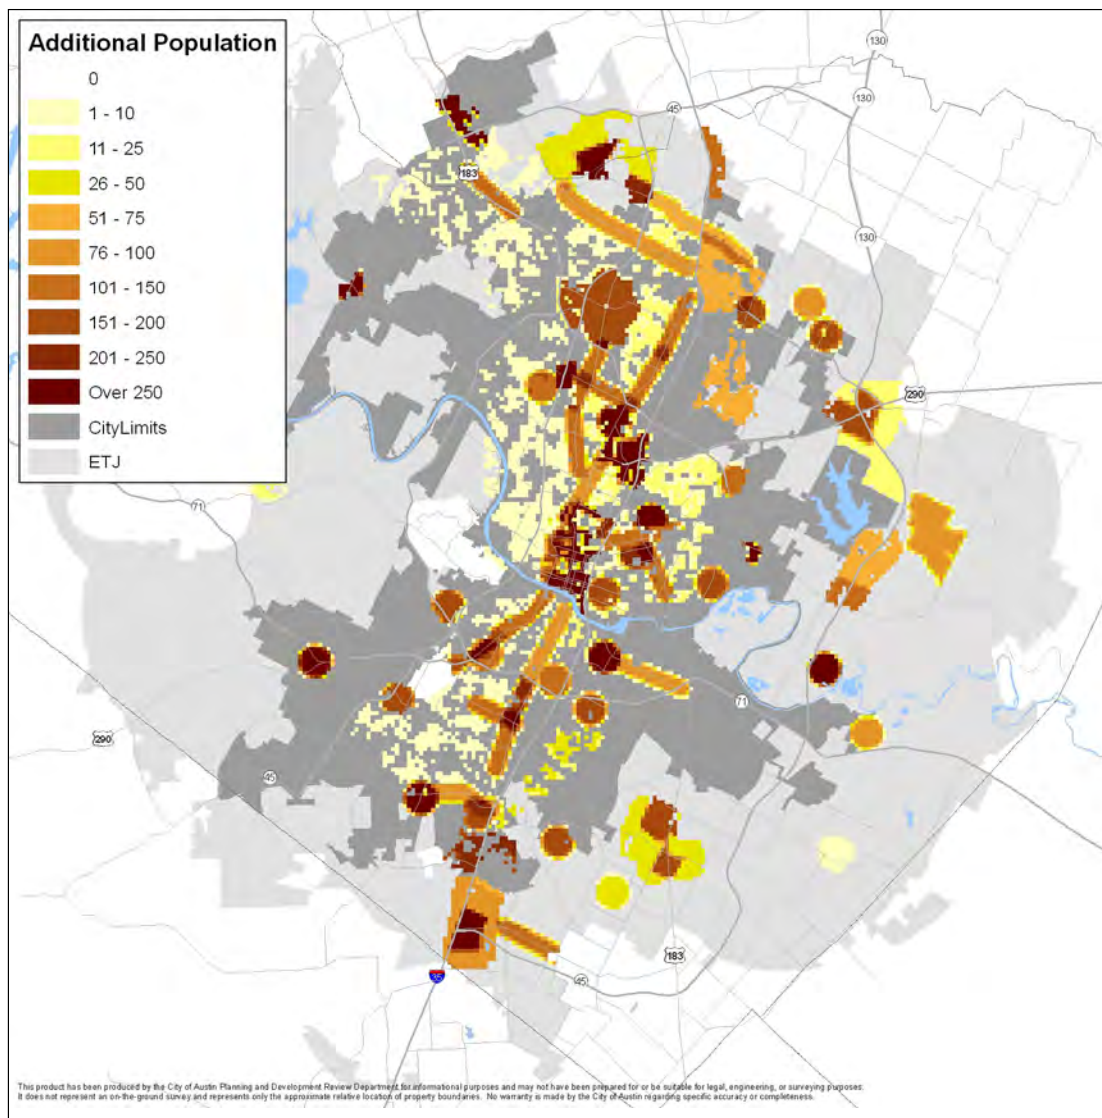 Additional Population
0
1 - 10
11 - 25
26 - 50
51 - 75
76 - 100
101 - 150
151 - 200
201 - 250
Over 250
CityLimits
ETJ
130
130
45
183
130
290
71
71
290
45
183
35
45
This product has been produced by the City of Austin Planning and Development Review Department for informational purposes and may not have been prepared for or be suitable for legal, engineering, or surveying purposes.
It does not represent an on-the-ground survey and represents only the approximate relative location of property boundaries. No warranty is made by the City of Austin regarding specific accuracy or completeness.